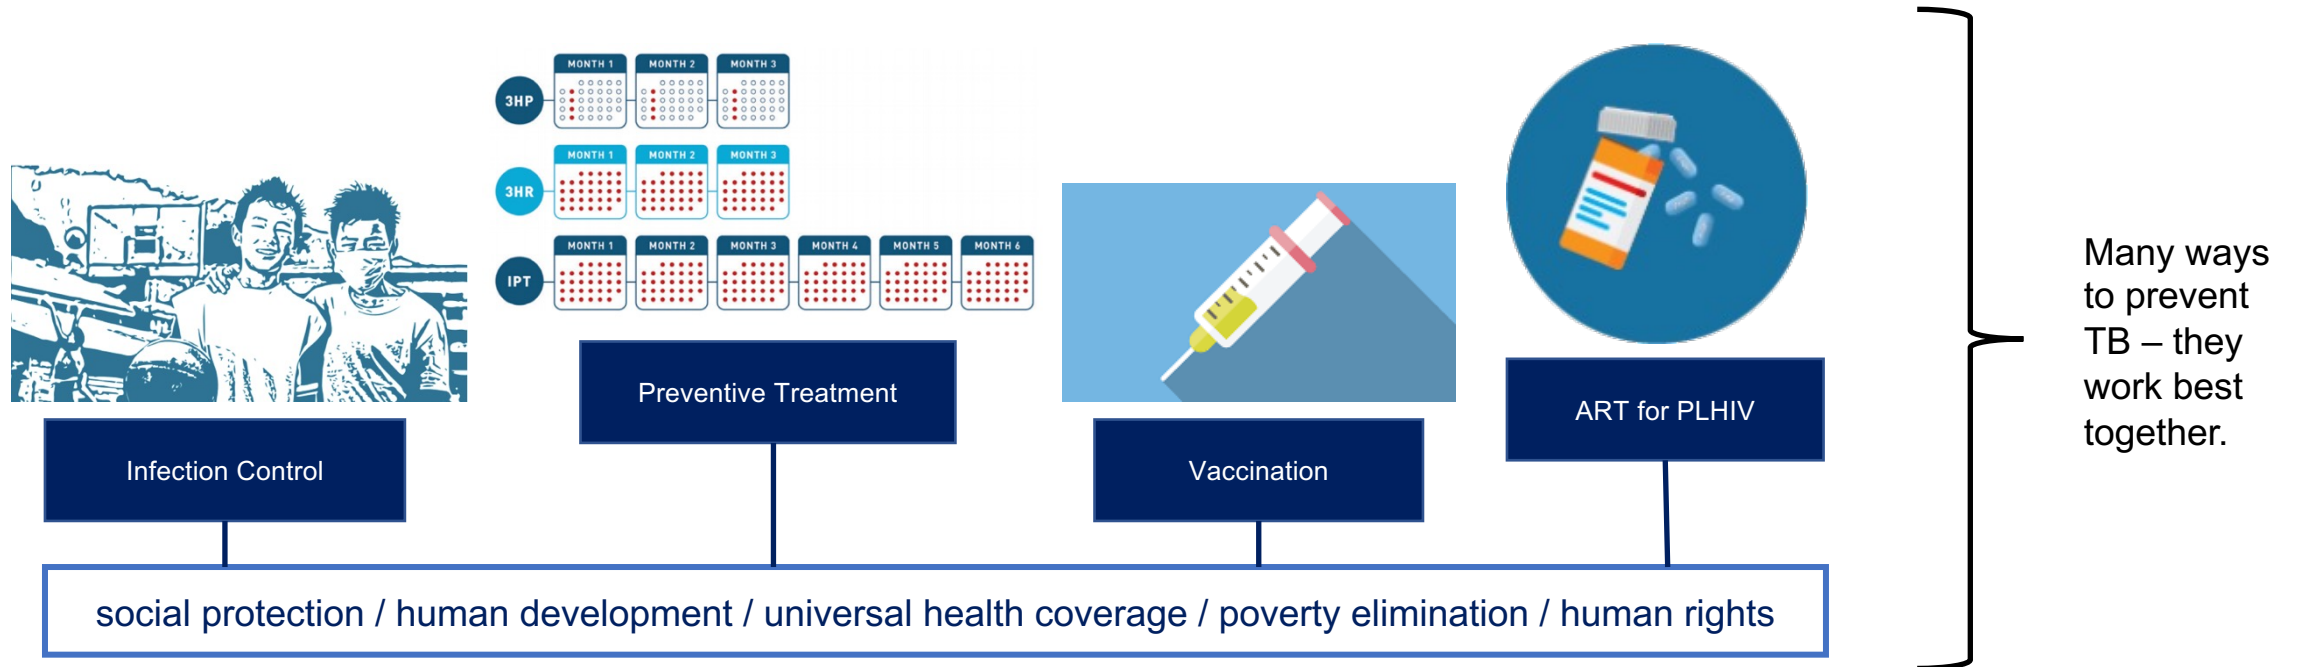 MONTH 1 MONTH 2 MONTH 3
3HP
MONTH 1 MONTH 2 MONTH 3
3HR
MONTH 1 MONTH 2 MONTH 3 MONTH 4 MONTH 5 MONTH 6
IPT
Infection Control
Preventive Treatment
Vaccination
ART for PLHIV
social protection / human development / universal health coverage / poverty elimination / human rights
Many ways
to prevent
TB – they
work best
together.